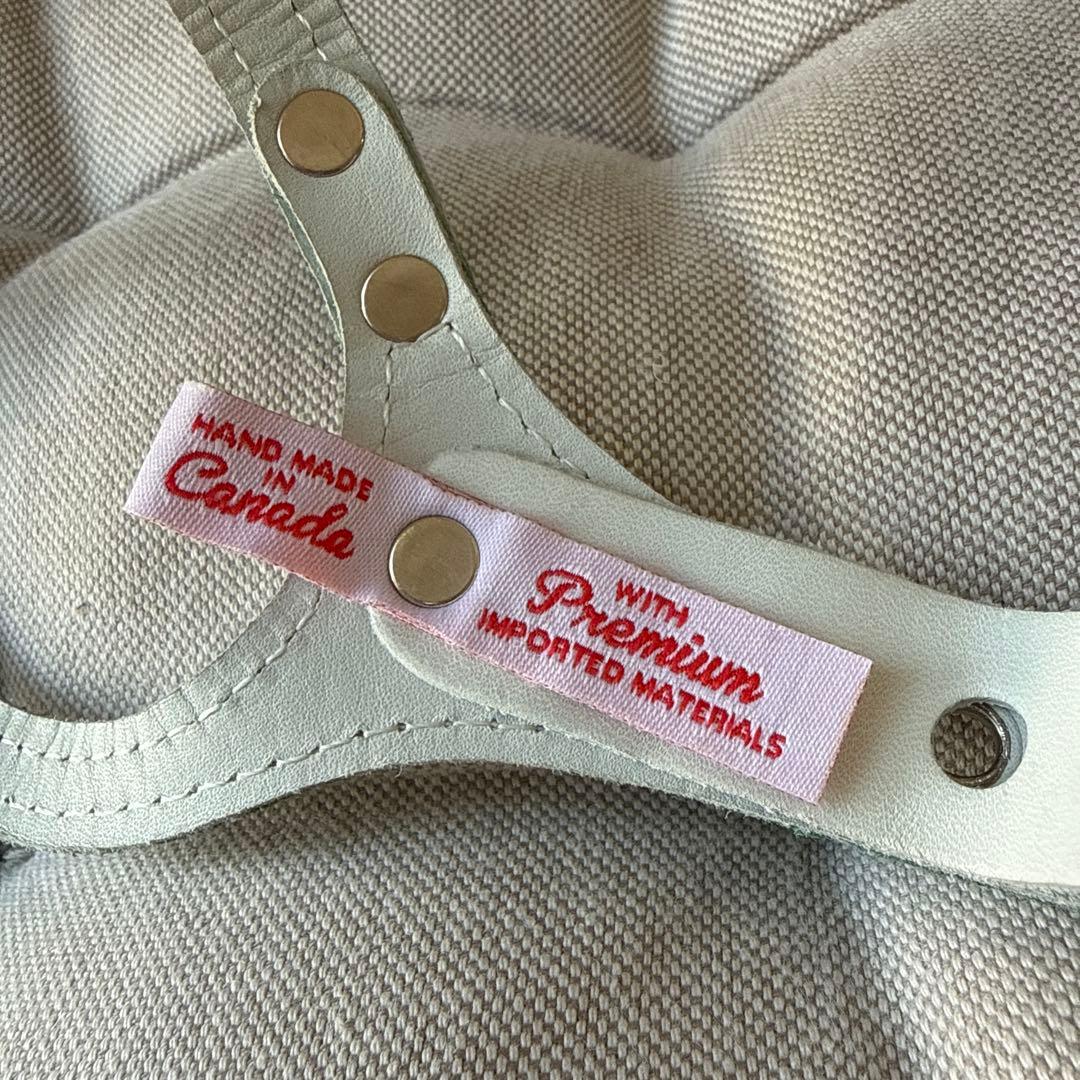 HAND MADE
IN
Canada
WITH
Premium
IMPORTED MATERIALS